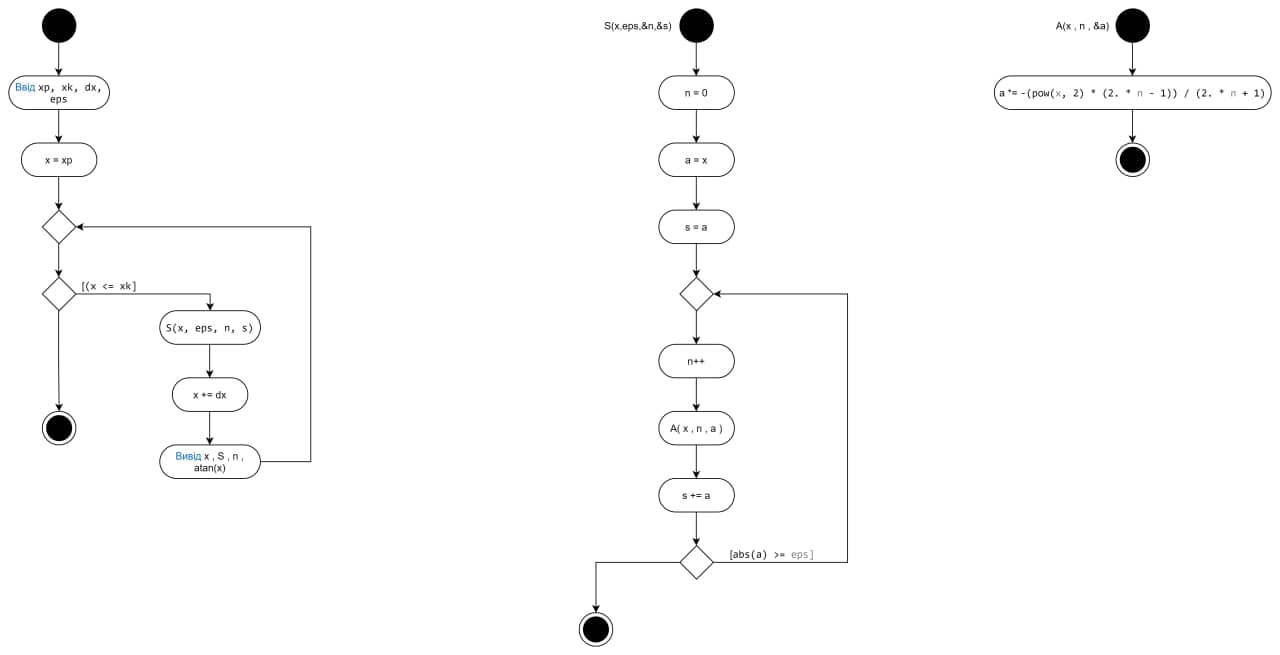 Ввід xp, xk, dx,
eps
x = xp
[(x <= xk]
S(x, eps, n, s)
x += dx
Вивід x , S , n ,
atan(x)
S(x,eps,&n,&s)
n = 0
a = x
s = a
n++
A( x , n , a )
s += a
[abs(a) >= eps]
A(x , n , &a)
a *= -(pow(x, 2) * (2. * n - 1)) / (2. * n + 1)